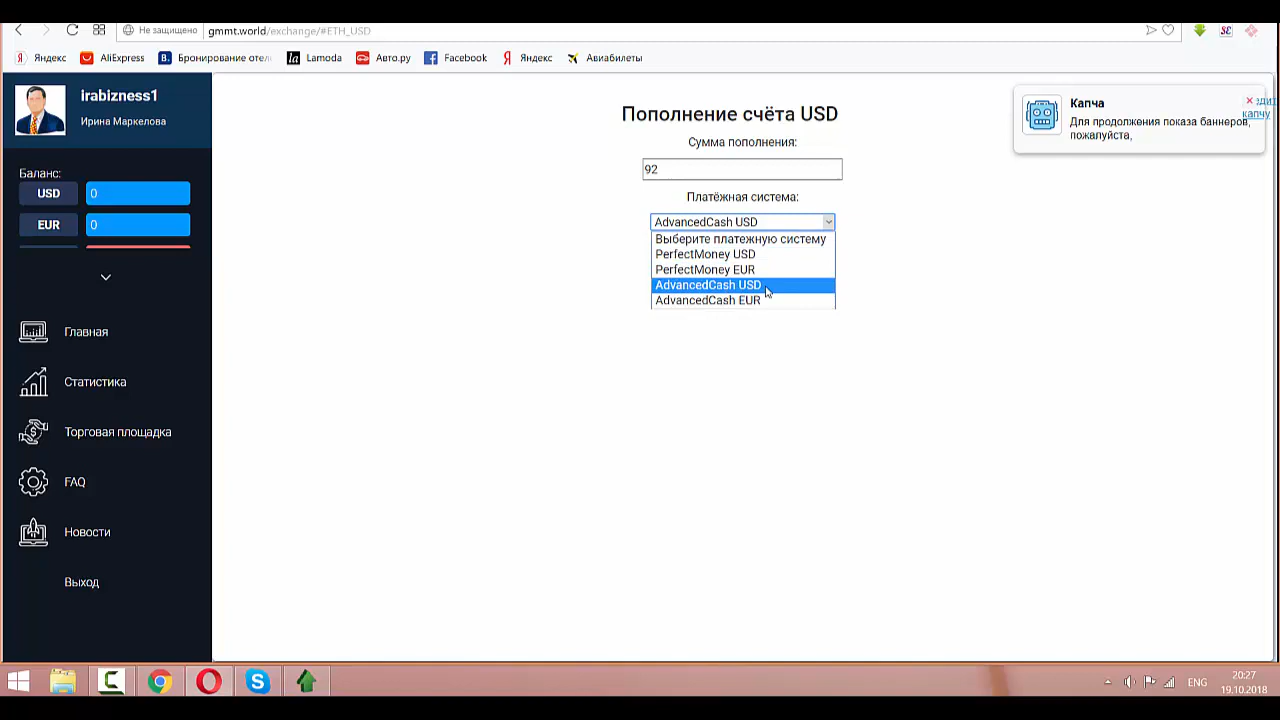 Не защищено gmmt.world/exchange/#ETH_USD
Яндекс AliExpress Бронирование отел Lamoda Авто.ру Facebook Яндекс Авиабилеты
irabizness1
Ирина Маркелова
Баланс:
USD 0
EUR 0
Главная
Статистика
Торговая площадка
FAQ
Новости
Выход
Пополнение счёта USD
Сумма пополнения:
92
Платёжная система:
AdvancedCash USD
Выберите платежную систему
PerfectMoney USD
PerfectMoney EUR
AdvancedCash USD
AdvancedCash EUR
Капча
Для продолжения показа баннеров,
пожалуйста,
капчу
ENG
20:27
19.10.2018